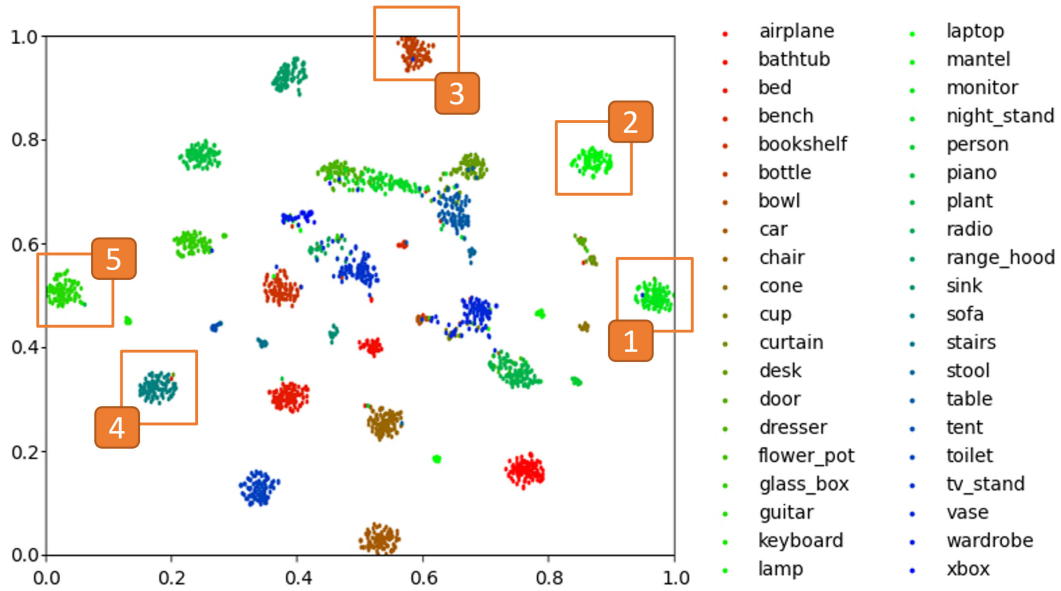 3
1.0
2
0.8
5
0.6
1
0.4
4
0.2
0.0
0.0 0.2 0.4 0.6 0.8 1.0
airplane
bathtub
bed
bench
bookshelf
bottle
bowl
car
chair
cone
cup
curtain
desk
door
dresser
flower_pot
glass_box
guitar
keyboard
lamp
laptop
mantel
monitor
night_stand
person
piano
plant
radio
range_hood
sink
sofa
stairs
stool
table
tent
toilet
tv_stand
vase
wardrobe
xbox